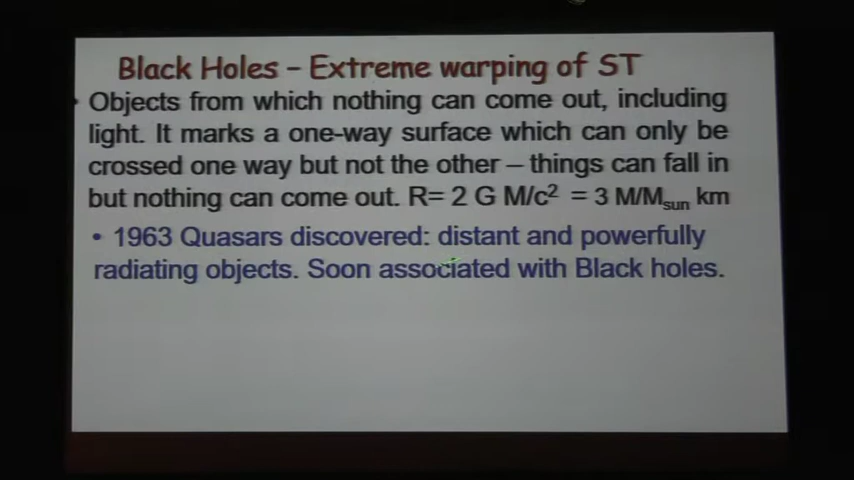 Black Holes – Extreme warping of ST
Objects from which nothing can come out, including
light. It marks a one-way surface which can only be
crossed one way but not the other – things can fall in
but nothing can come out. R= 2 G M/c² = 3 M/Msun km
• 1963 Quasars discovered: distant and powerfully
radiating objects. Soon associated with Black holes.